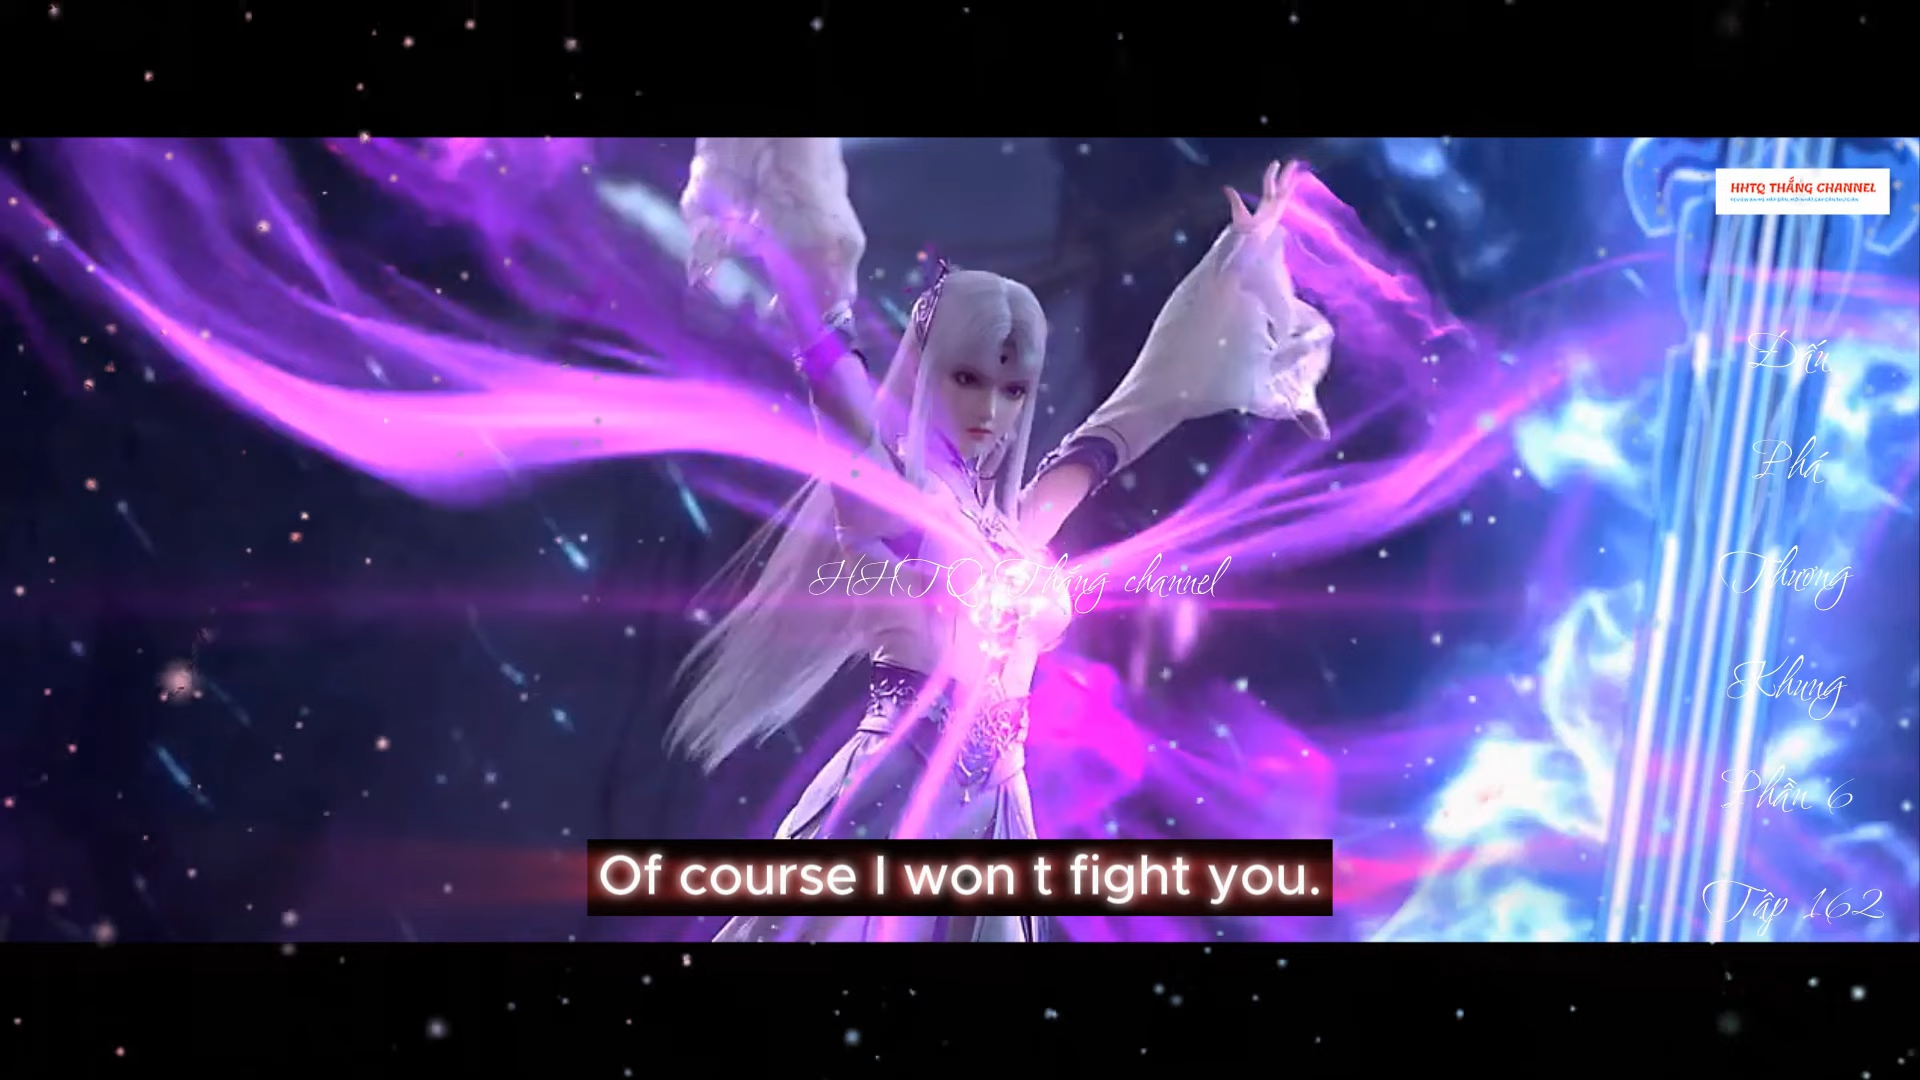 HHTQ THẮNG CHANNEL
Đấu
Phá
Thương
Khung
Phần 6
Tập 162
HHTQ Thắng channel
Of course I won t fight you.